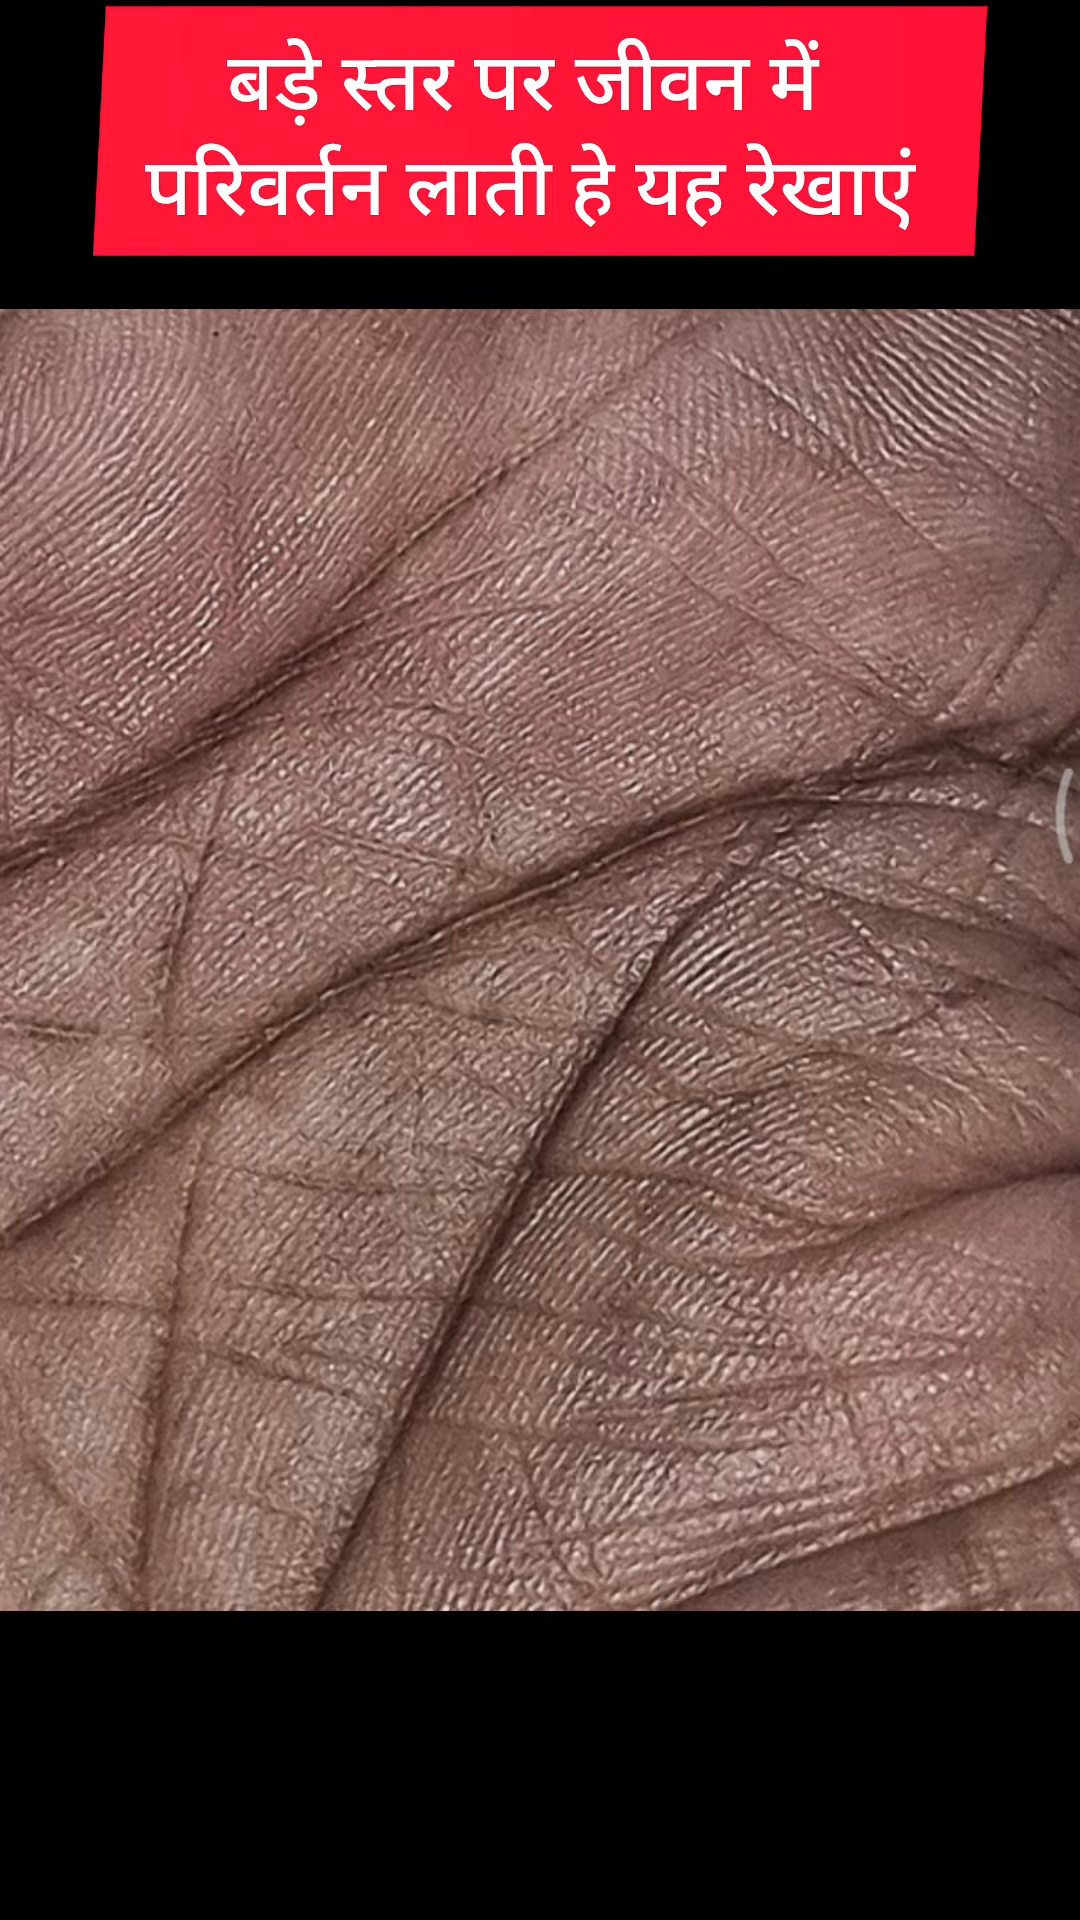 बड़े स्तर पर जीवन में
परिवर्तन लाती हे यह रेखाएं